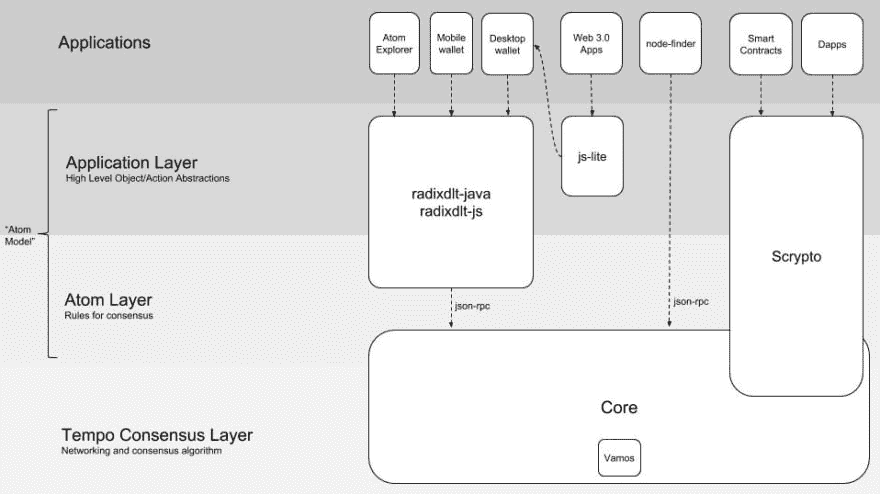 Applications
Atom
Explorer
Mobile
wallet
Desktop
wallet
Web 3.0
Apps
node-finder
Smart
Contracts
Dapps
Application Layer
High Level Object/Action Abstractions
radixdlt-java
radixdlt-js
js-lite
Scrypto
"Atom
Model"
Atom Layer
Rules for consensus
json-rpc
json-rpc
Core
Tempo Consensus Layer
Networking and consensus algorithm
Vamos